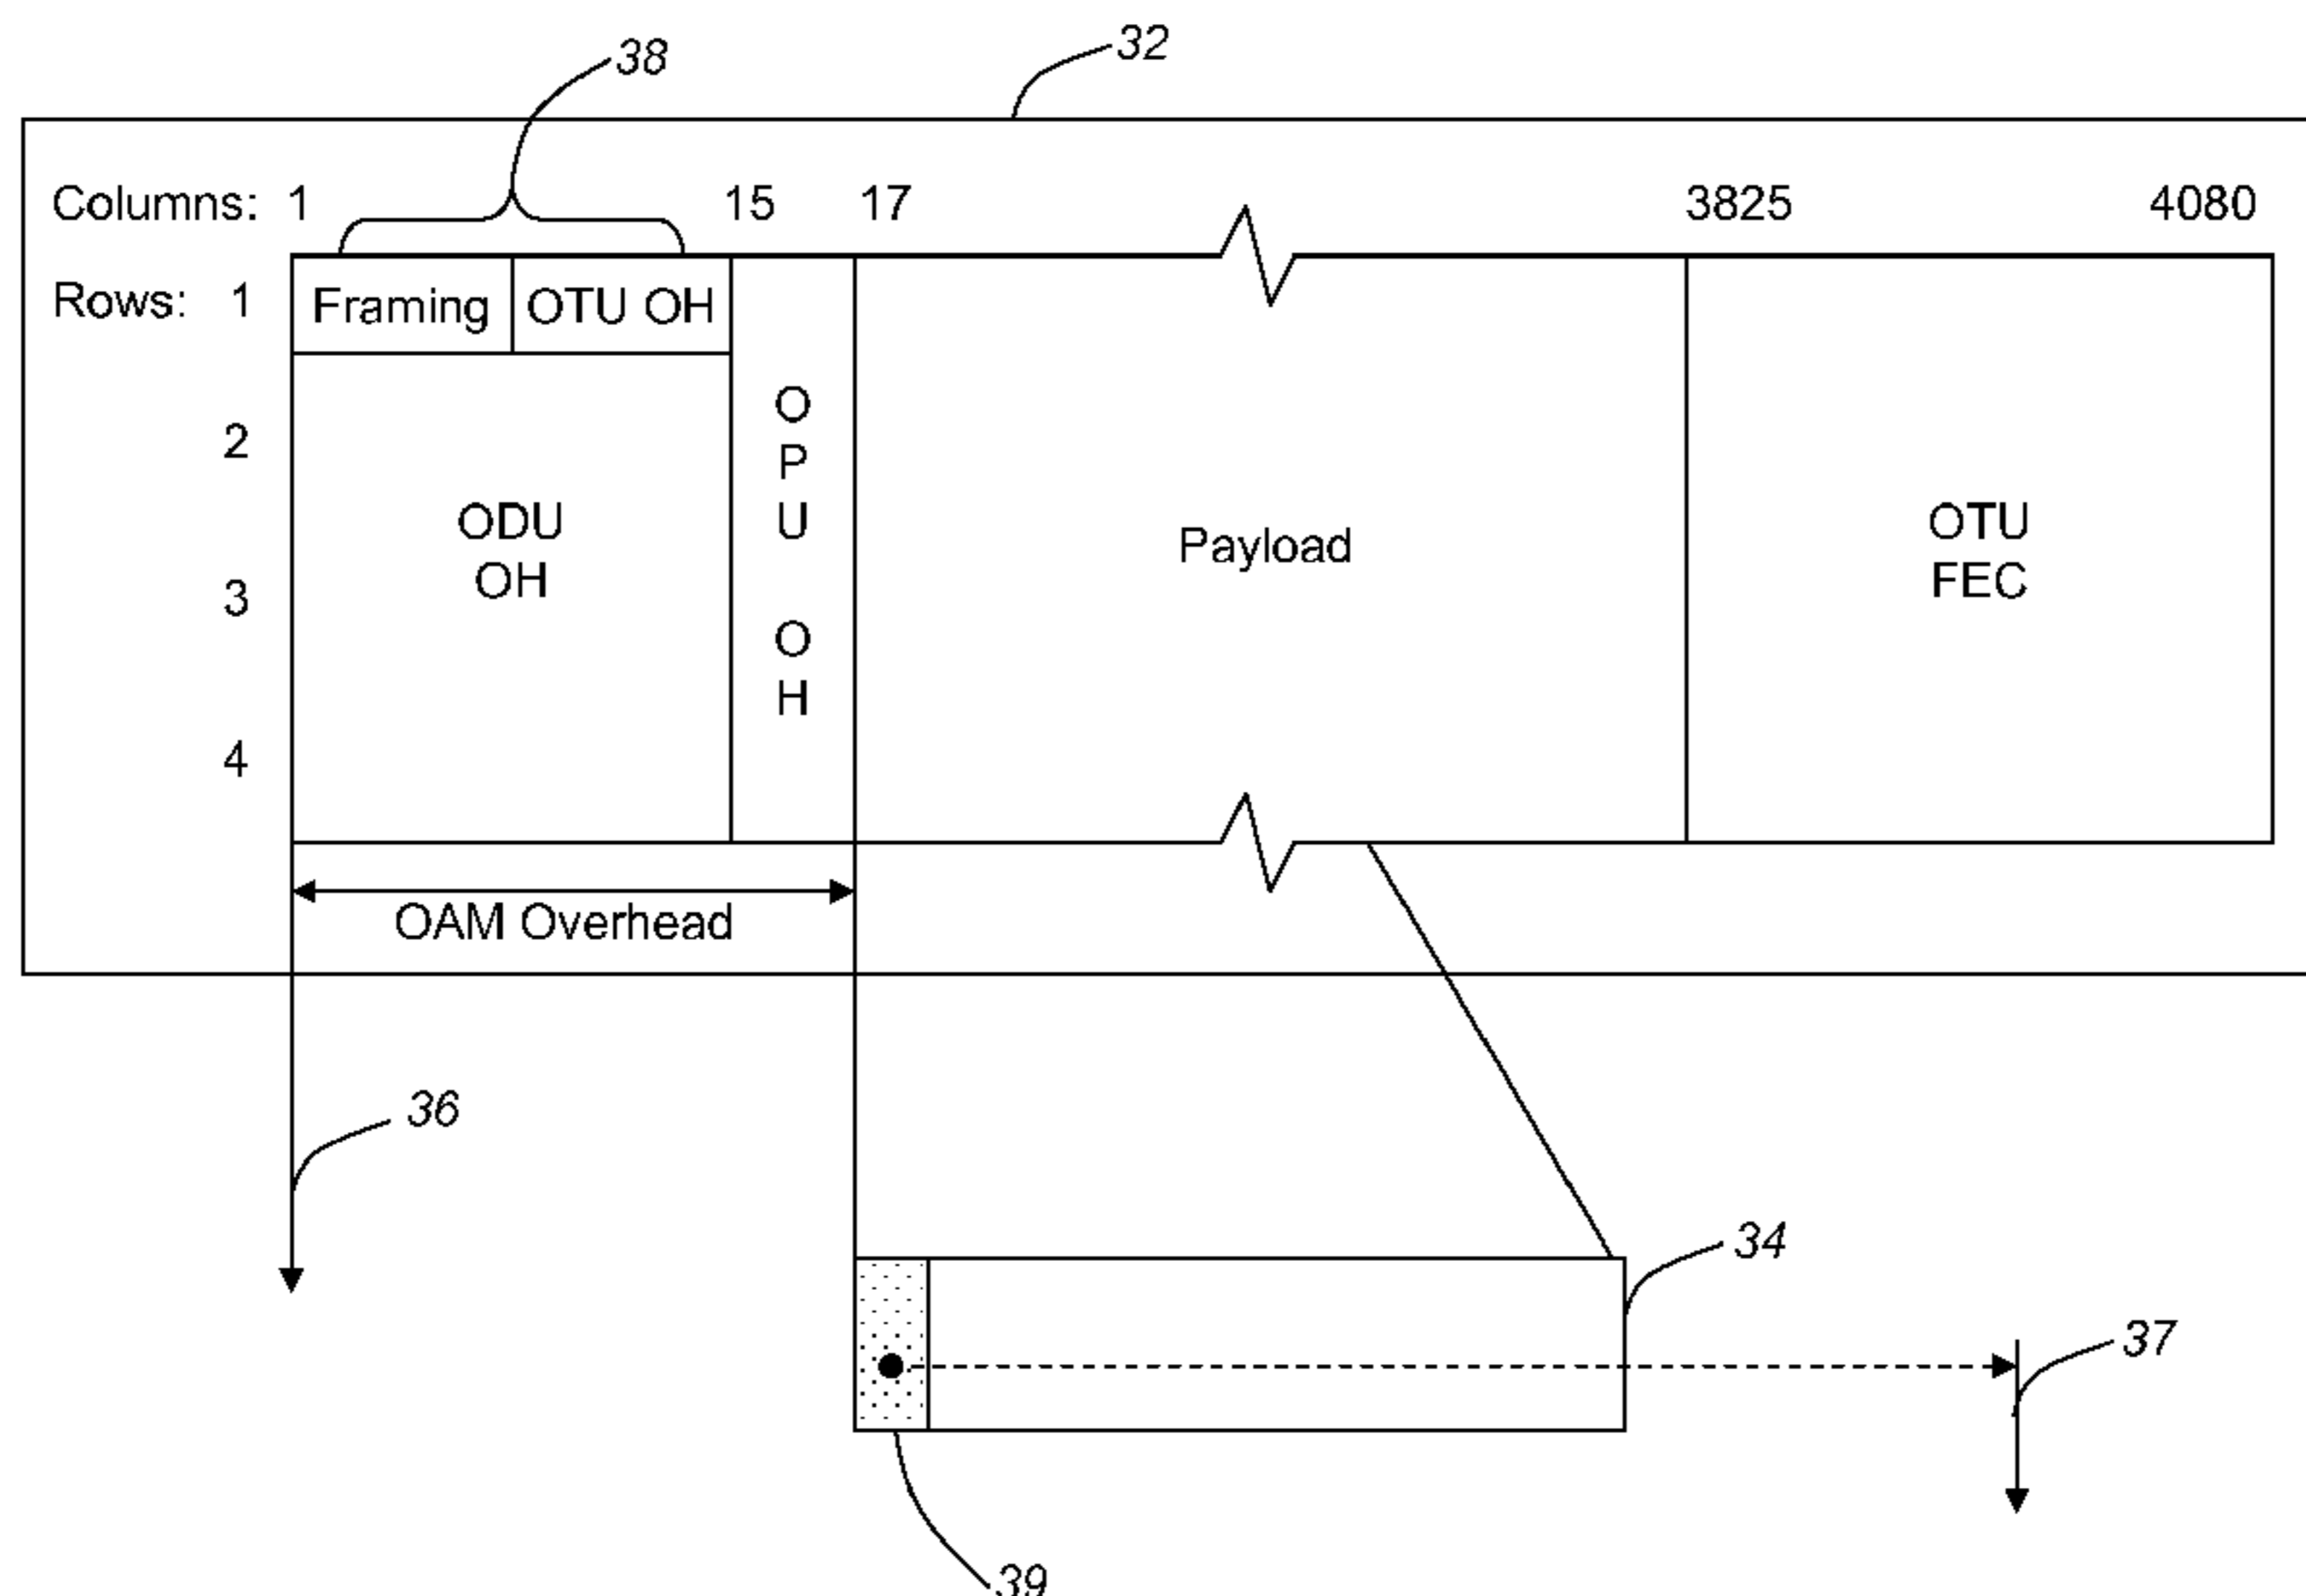 38
32
Columns: 1 15 17 3825 4080
Rows: 1 Framing OTU OH
2
3
4
ODU
OH
O
P
U
O
H
Payload
OTU
FEC
OAM Overhead
36
34
37
39